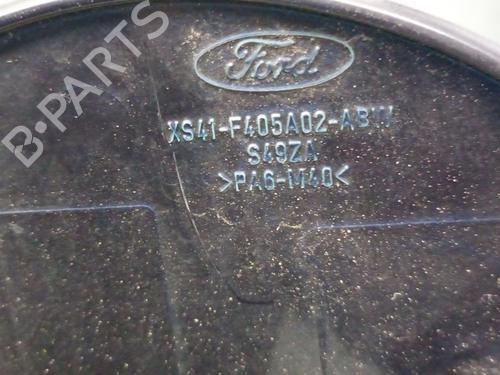 B-PARTS
Ford
XS41-F405A02-ABW
S49ZA
>PA6-M40<